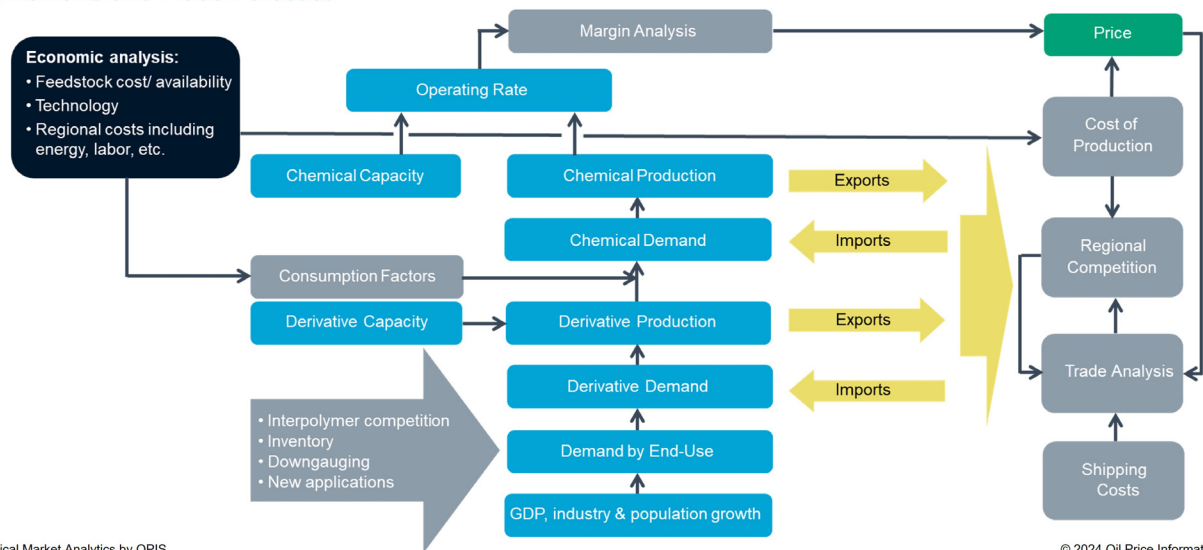 Margin Analysis
Price
Economic analysis:
• Feedstock cost/ availability
• Technology
• Regional costs including
energy, labor, etc.
Operating Rate
Cost of
Production
Chemical Capacity
Chemical Production
Exports
Chemical Demand
Imports
Regional
Competition
Consumption Factors
Derivative Capacity
Derivative Production
Exports
Derivative Demand
Imports
Trade Analysis
• Interpolymer competition
• Inventory
• Downgauging
• New applications
Demand by End-Use
Shipping
Costs
GDP, industry & population growth
Market Analytics by OPIS
© 2024 Oil Price